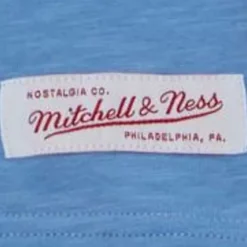 NOSTALGIA CO.
Mitchell & Ness
PHILADELPHIA, PA.